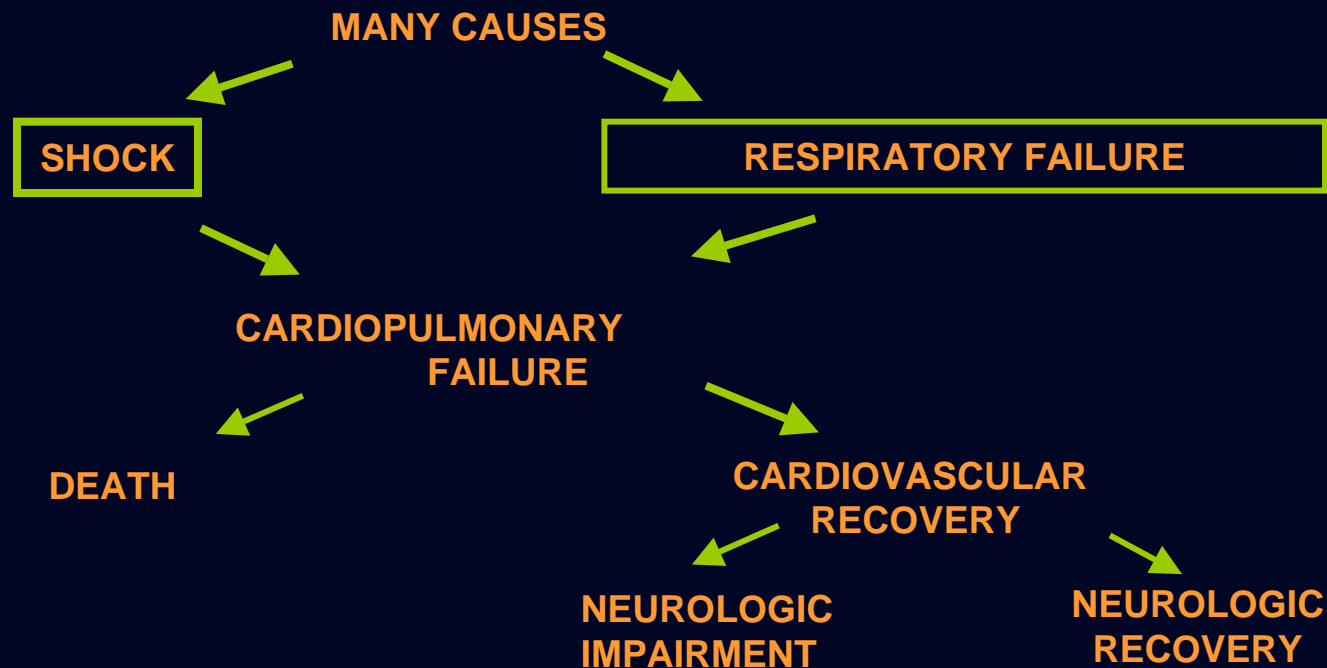 MANY CAUSES
SHOCK
RESPIRATORY FAILURE
CARDIOPULMONARY
FAILURE
DEATH
CARDIOVASCULAR
RECOVERY
NEUROLOGIC
IMPAIRMENT
NEUROLOGIC
RECOVERY